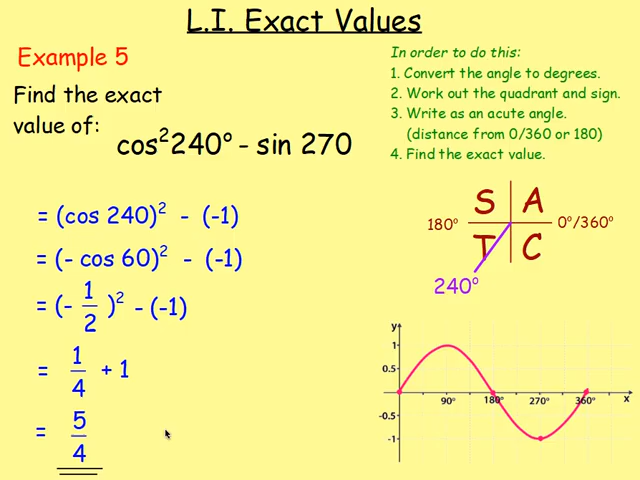 L.I. Exact Values
Example 5
Find the exact
value of:
cos²240° - sin 270
In order to do this:
1. Convert the angle to degrees.
2. Work out the quadrant and sign.
3. Write as an acute angle.
(distance from 0/360 or 180)
4. Find the exact value.
= (cos 240)² - (-1)
= (- cos 60)² - (-1)
= (- 1/2 )² - (-1)
= 1/4 + 1
= 5/4
S A
180° 0°/360°
T C
240°
y
1
0.5
90° 180° 270° 360° x
-0.5
-1